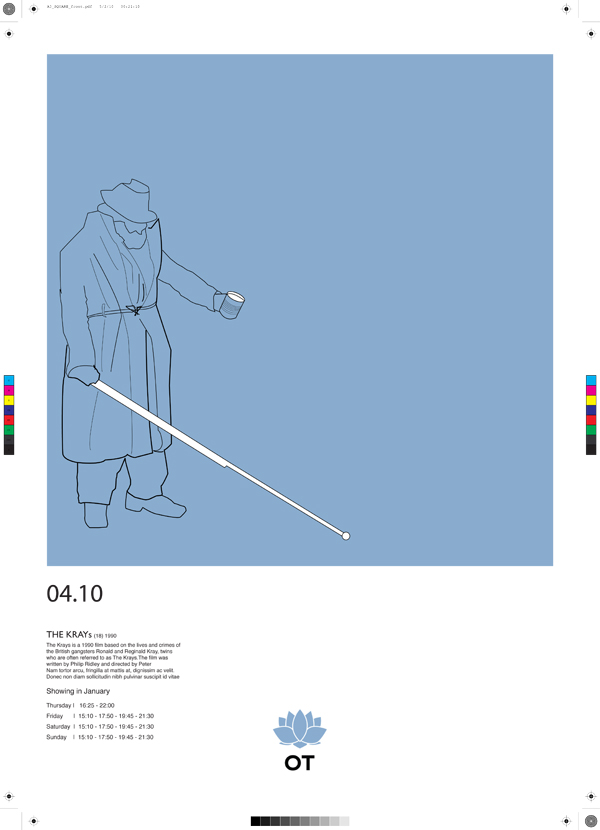 04.10
THE KRAYs (18) 1990
The Krays is a 1990 film based on the lives and crimes of
the British gangsters Ronald and Reginald Kray, twins
who are often referred to as The Krays.The film was
written by Philip Ridley and directed by Peter
Nam tortor arcu, fringilla at mattis at, dignissim ac velit.
Donec non diam sollicitudin nibh pulvinar suscipit id vitae
Showing in January
Thursday I 16:25 - 22:00
Friday I 15:10 - 17:50 - 19:45 - 21:30
Saturday I 15:10 - 17:50 - 19:45 - 21:30
Sunday I 15:10 - 17:50 - 19:45 - 21:30
OT